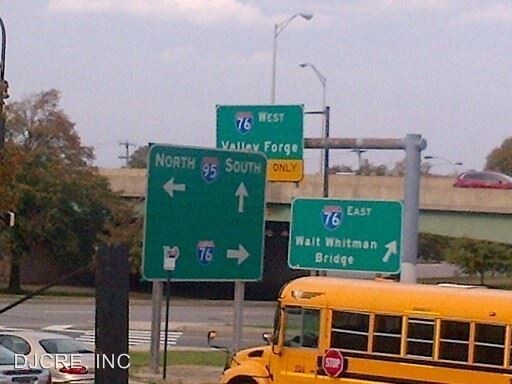 76 WEST
Valley Forge
ONLY
NORTH 95 SOUTH
76
76 EAST
Walt Whitman
Bridge
STOP
DJCRE INC